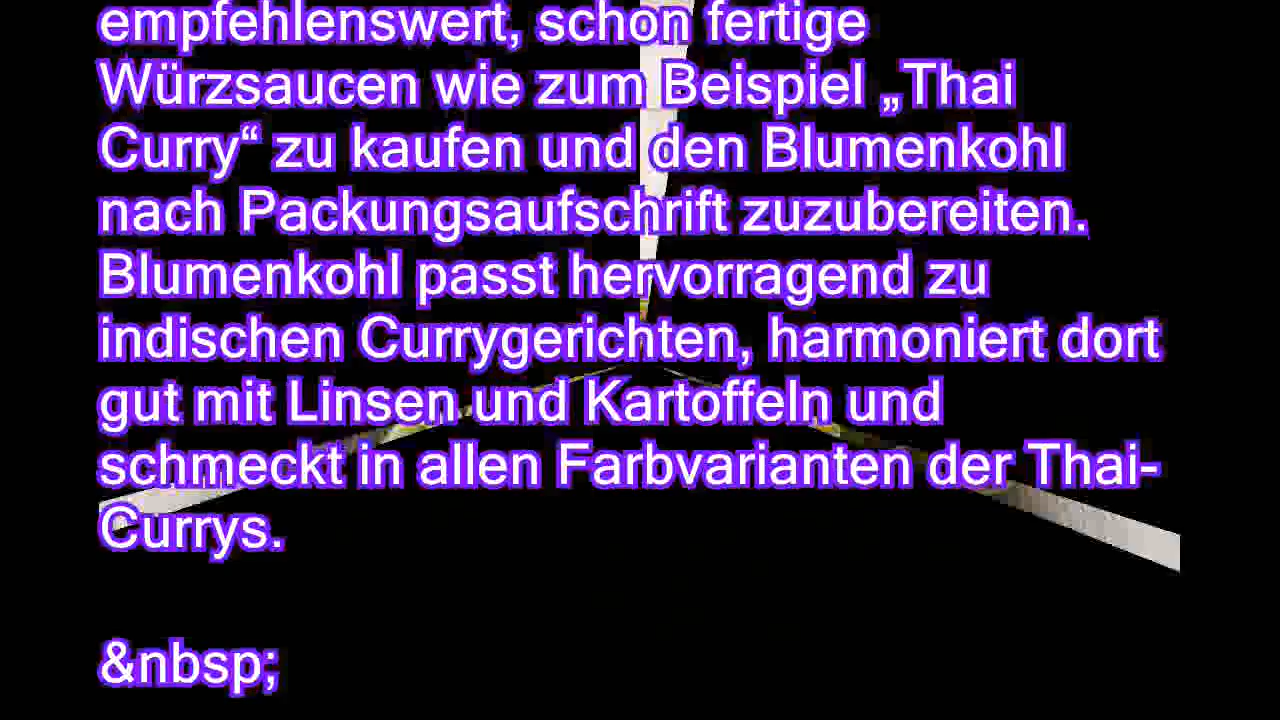 empfehlenswert, schon fertige
Würzsaucen wie zum Beispiel „Thai
Curry“ zu kaufen und den Blumenkohl
nach Packungsaufschrift zuzubereiten.
Blumenkohl passt hervorragend zu
indischen Currygerichten, harmoniert dort
gut mit Linsen und Kartoffeln und
schmeckt in allen Farbvarianten der Thai-
Currys.
&nbsp;